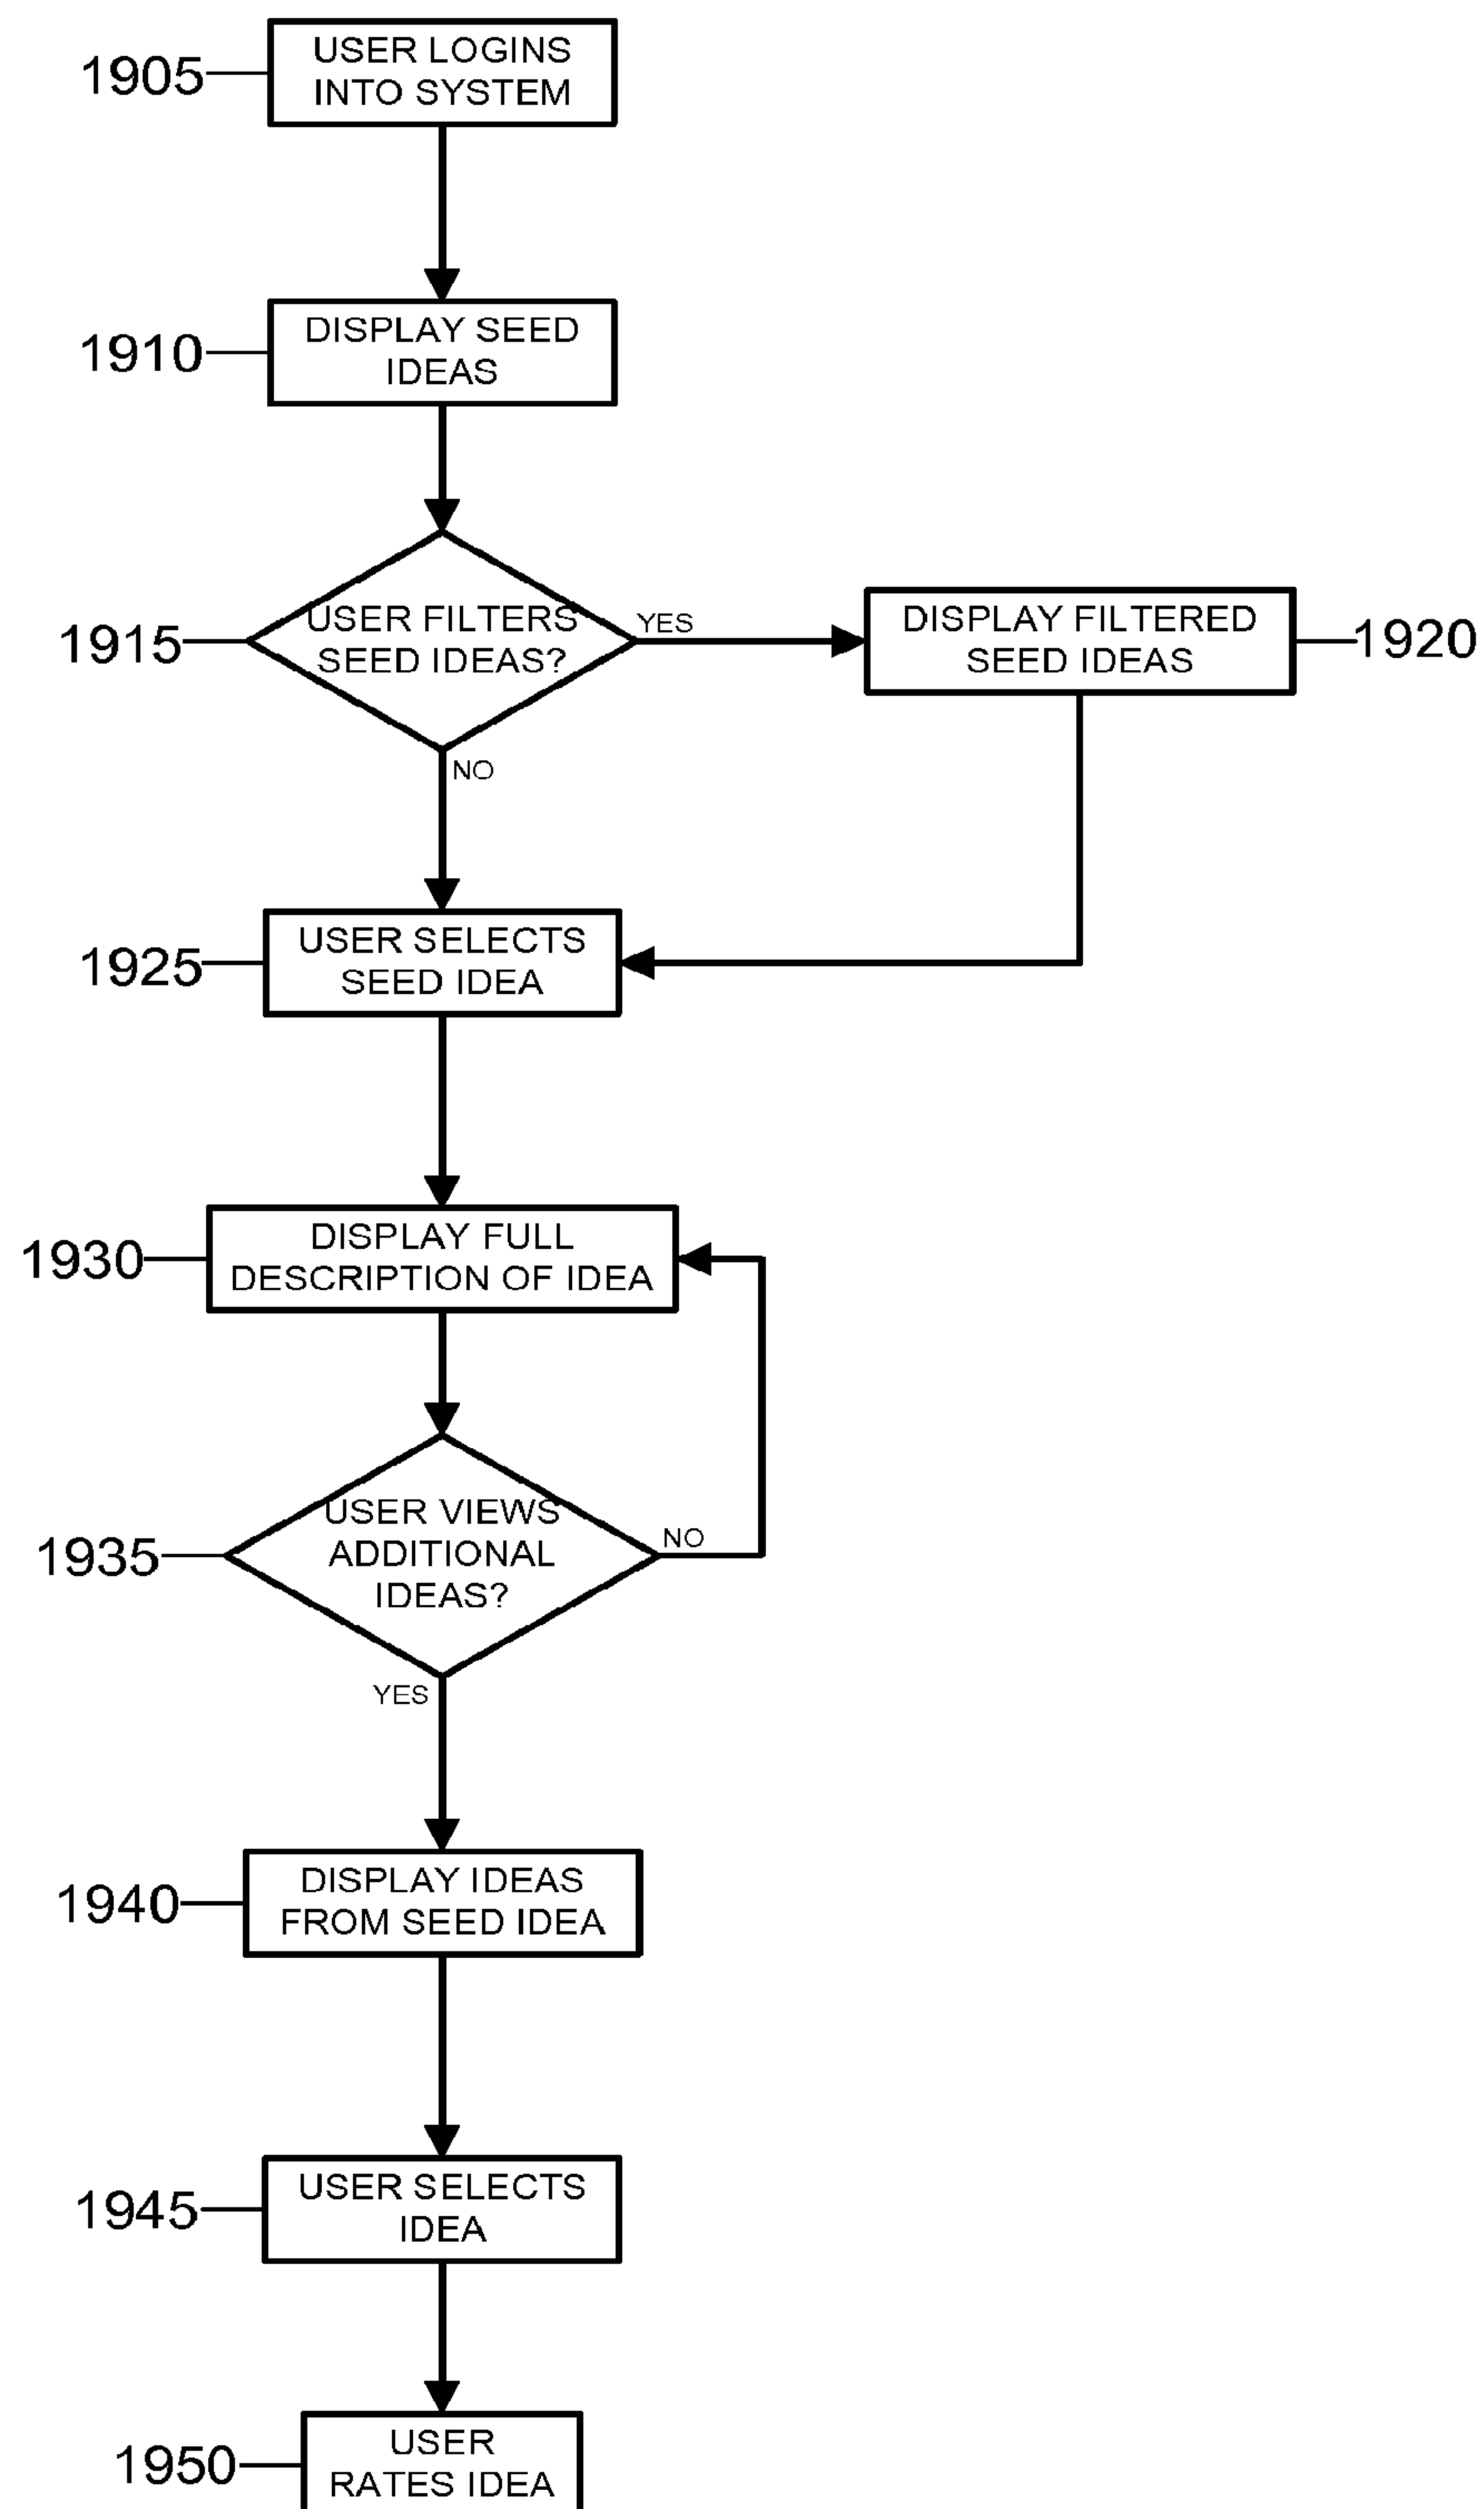 1905
USER LOGINS
INTO SYSTEM
1910
DISPLAY SEED
IDEAS
1915
USER FILTERS
SEED IDEAS?
YES
DISPLAY FILTERED
SEED IDEAS
1920
NO
1925
USER SELECTS
SEED IDEA
1930
DISPLAY FULL
DESCRIPTION OF IDEA
1935
USER VIEWS
ADDITIONAL
IDEAS?
NO
YES
1940
DISPLAY IDEAS
FROM SEED IDEA
1945
USER SELECTS
IDEA
1950
USER
RATES IDEA